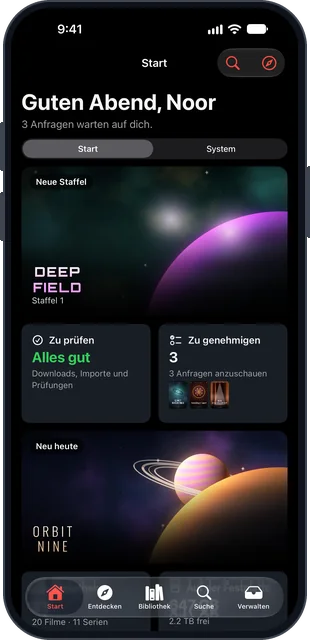 9:41
Start
Guten Abend, Noor
3 Anfragen warten auf dich.
Start
System
Neue Staffel
DEEP
FIELD
Staffel 1
Zu prüfen
Alles gut
Downloads, Importe und
Prüfungen
Zu genehmigen
3
3 Anfragen anzuschauen
Neu heute
ORBIT
NINE
Start
Entdecken
Bibliothek
Suche
Verwalten
20 Filme · 11 Serien
2.2 TB frei